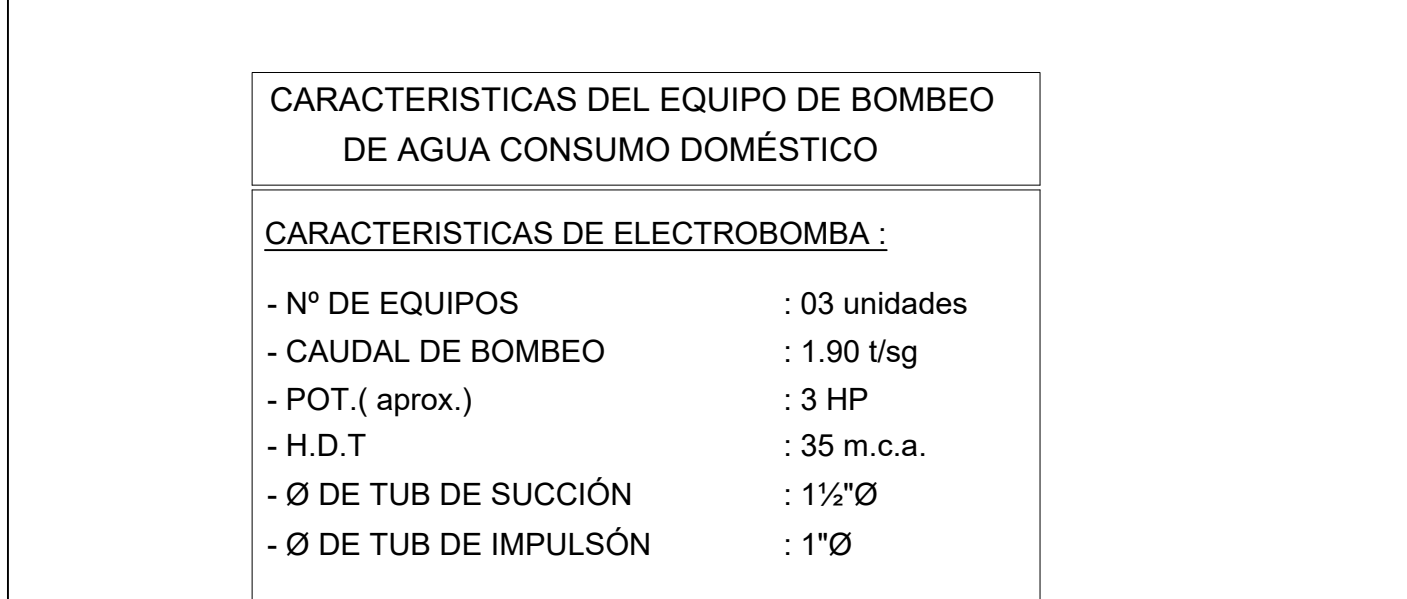 CARACTERISTICAS DEL EQUIPO DE BOMBEO
DE AGUA CONSUMO DOMÉSTICO
CARACTERISTICAS DE ELECTROBOMBA :
- Nº DE EQUIPOS : 03 unidades
- CAUDAL DE BOMBEO : 1.90 t/sg
- POT.( aprox.) : 3 HP
- H.D.T : 35 m.c.a.
- Ø DE TUB DE SUCCIÓN : 1½"Ø
- Ø DE TUB DE IMPULSÓN : 1"Ø